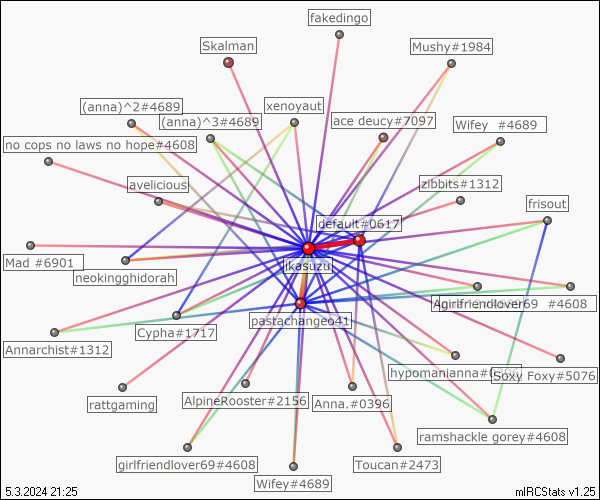 fakedingo
Skalman
Mushy#1984
(anna)^2#4689
xenoyaut
(anna)^3#4689
ace deucy#7097
Wifey #4689
no cops no laws no hope#4608
avelicious
zlbbits#1312
frisout
default#0617
Mad #6901
neokingghidorah
ikasuzu
#4608
pastachangeo41
Cypha#1717
Annarchist#1312
hypomanianna
Soxy Foxy#5076
rattgaming
AlpineRooster#2156
Anna.#0396
ramshackle gorey#4608
girlfriendlover69#4608
Toucan#2473
Wifey#4689
5.3.2024 21:25
mIRCStats v1.25